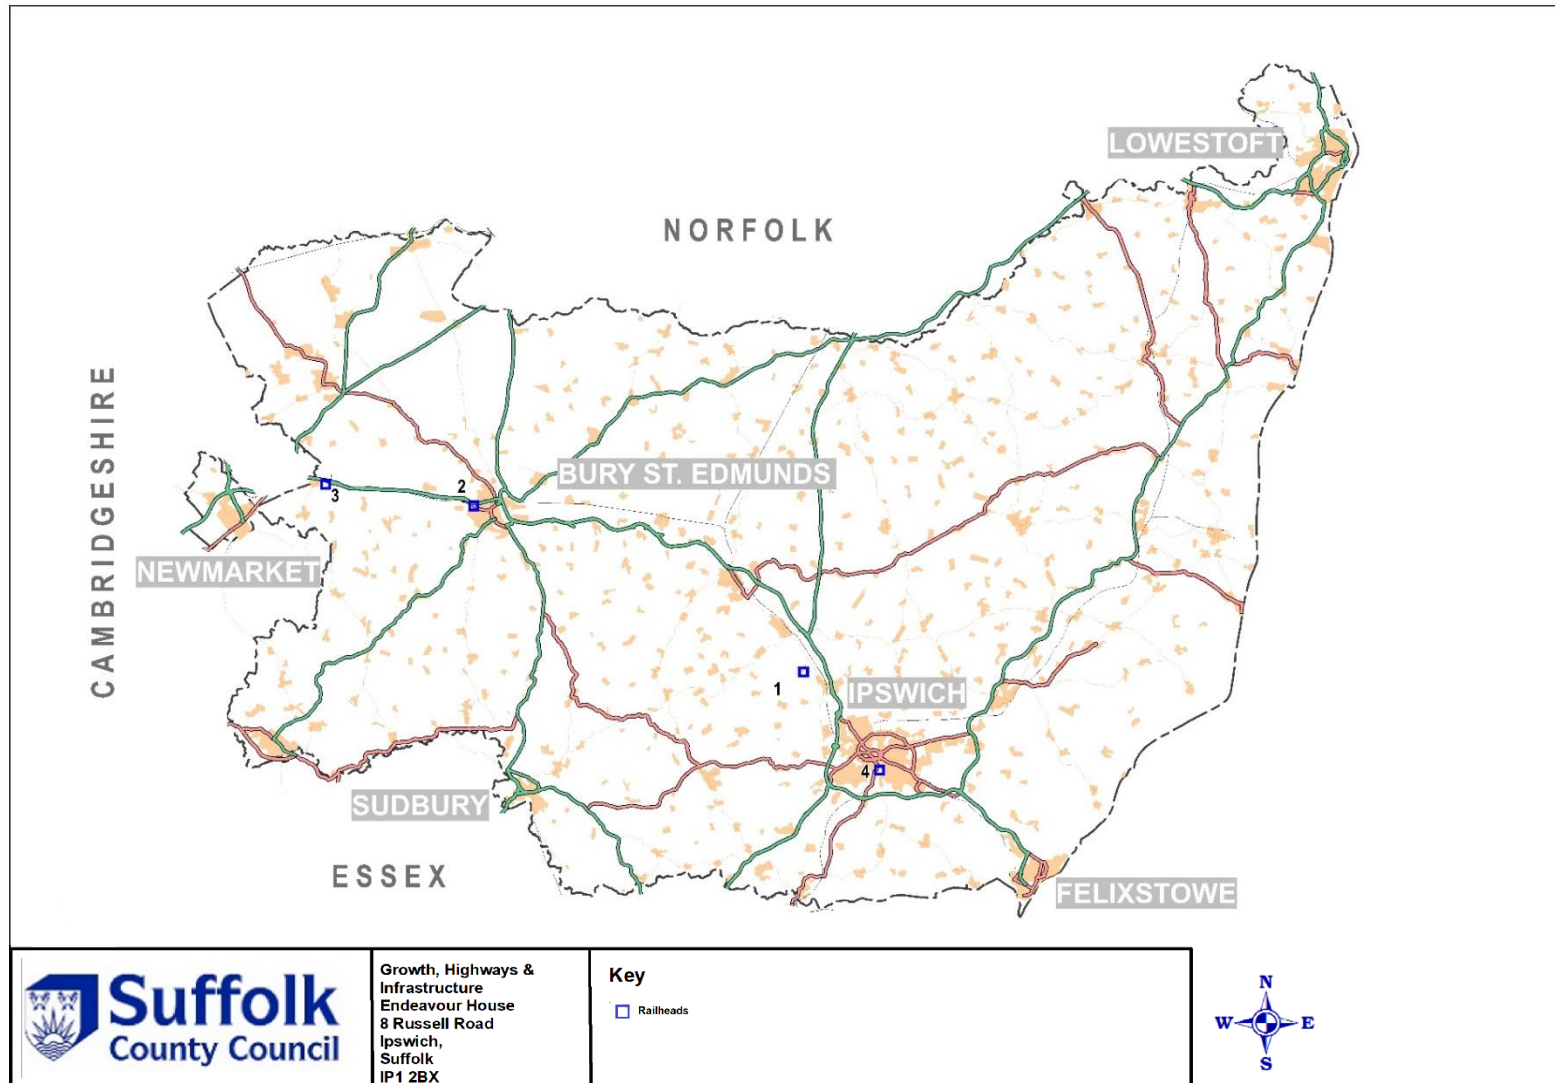 LOWESTOFT
NORFOLK
CAMBRIDGESHIRE
BURY ST. EDMUNDS
2
3
NEWMARKET
1
IPSWICH
4
SUDBURY
ESSEX
FELIXSTOWE
Suffolk
County Council
Growth, Highways &
Infrastructure
Endeavour House
8 Russell Road
Ipswich,
Suffolk
IP1 2BX
Key
Railheads
N
W E
S